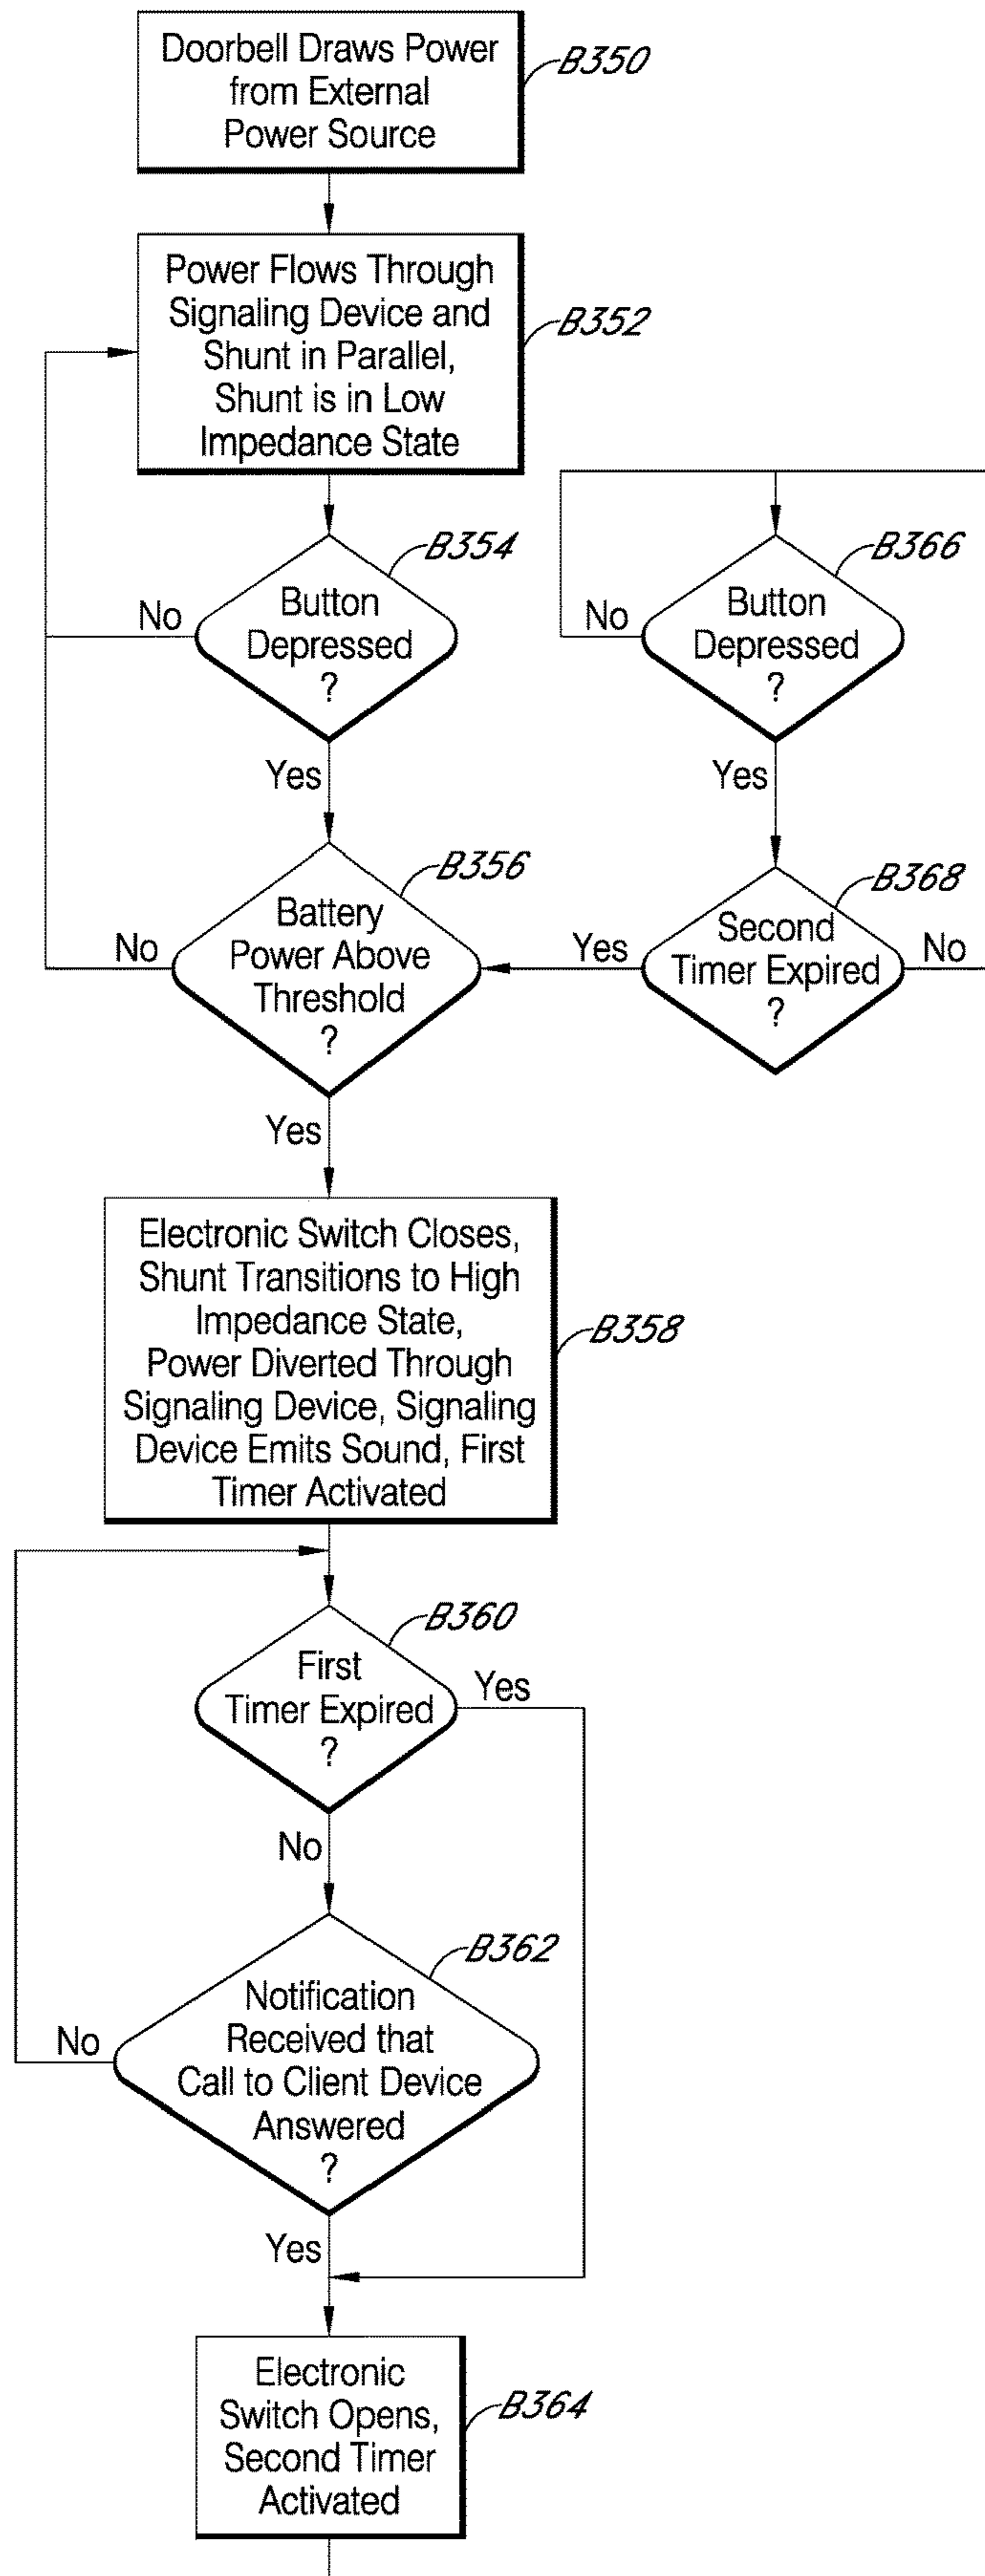 Doorbell Draws Power
from External
Power Source
B350
Power Flows Through
Signaling Device and
Shunt in Parallel,
Shunt is in Low
Impedance State
B352
Button
Depressed
?
B354
No
Yes
Button
Depressed
?
B366
No
Yes
Battery
Power Above
Threshold
?
B356
No
Yes
Second
Timer Expired
?
B368
Yes
No
Electronic Switch Closes,
Shunt Transitions to High
Impedance State,
Power Diverted Through
Signaling Device, Signaling
Device Emits Sound, First
Timer Activated
B358
First
Timer Expired
?
B360
Yes
No
Notification
Received that
Call to Client Device
Answered
?
B362
No
Yes
Electronic
Switch Opens,
Second Timer
Activated
B364